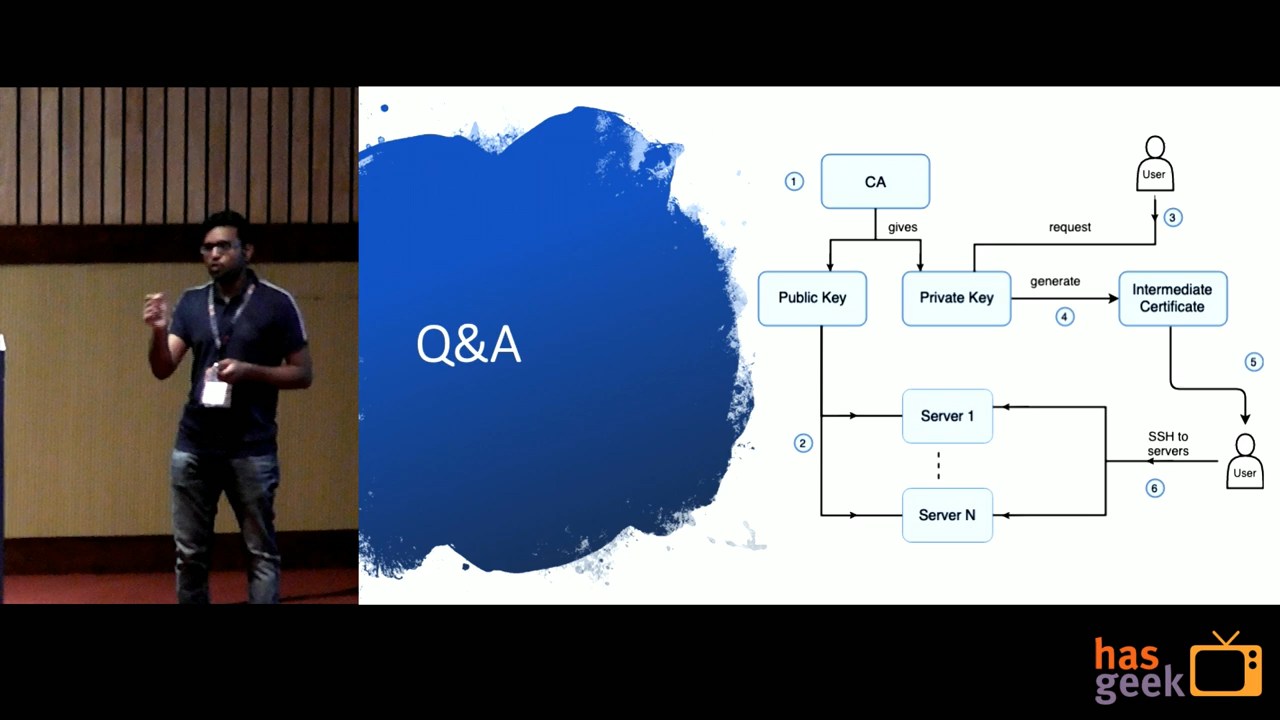 Q&A
1
CA
User
gives
request
3
Public Key
Private Key
generate
4
Intermediate
Certificate
5
Server 1
2
SSH to
servers
User
6
Server N
has
geek